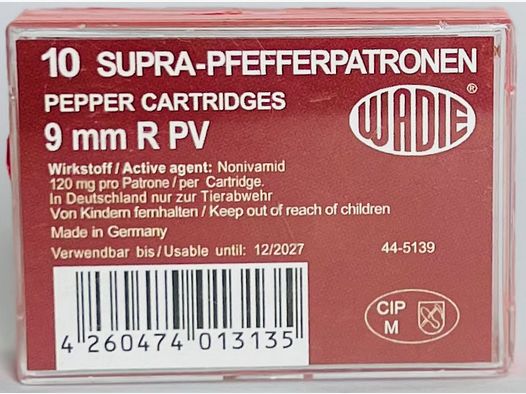 10 SUPRA-PFEFFERPATRONEN
PEPPER CARTRIDGES
9 mm R PV
WADIE ®
Wirkstoff / Active agent: Nonivamid
120 mg pro Patrone / per Cartridge.
In Deutschland nur zur Tierabwehr
Von Kindern fernhalten / Keep out of reach of children
Made in Germany
Verwendbar bis / Usable until: 12/2027 44-5139
4 260474 013135
CIP
M